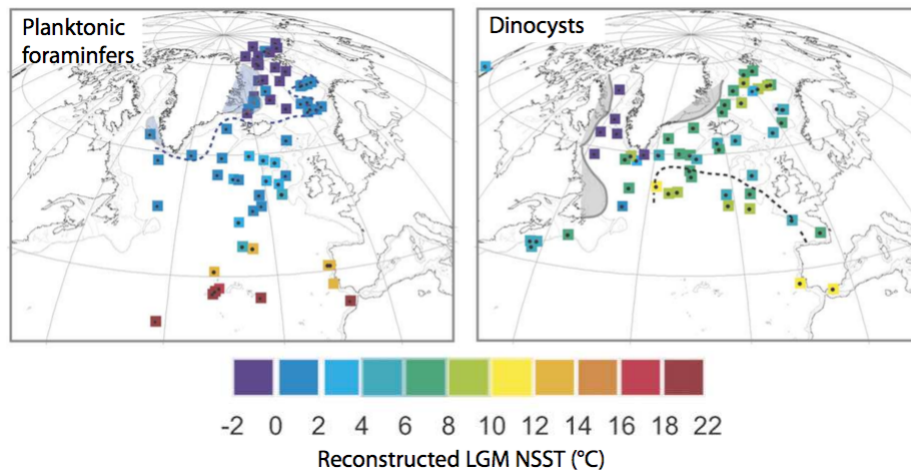 Planktonic
foraminfers
Dinocysts
-2 0 2 4 6 8 10 12 14 16 18 22
Reconstructed LGM NSST (°C)